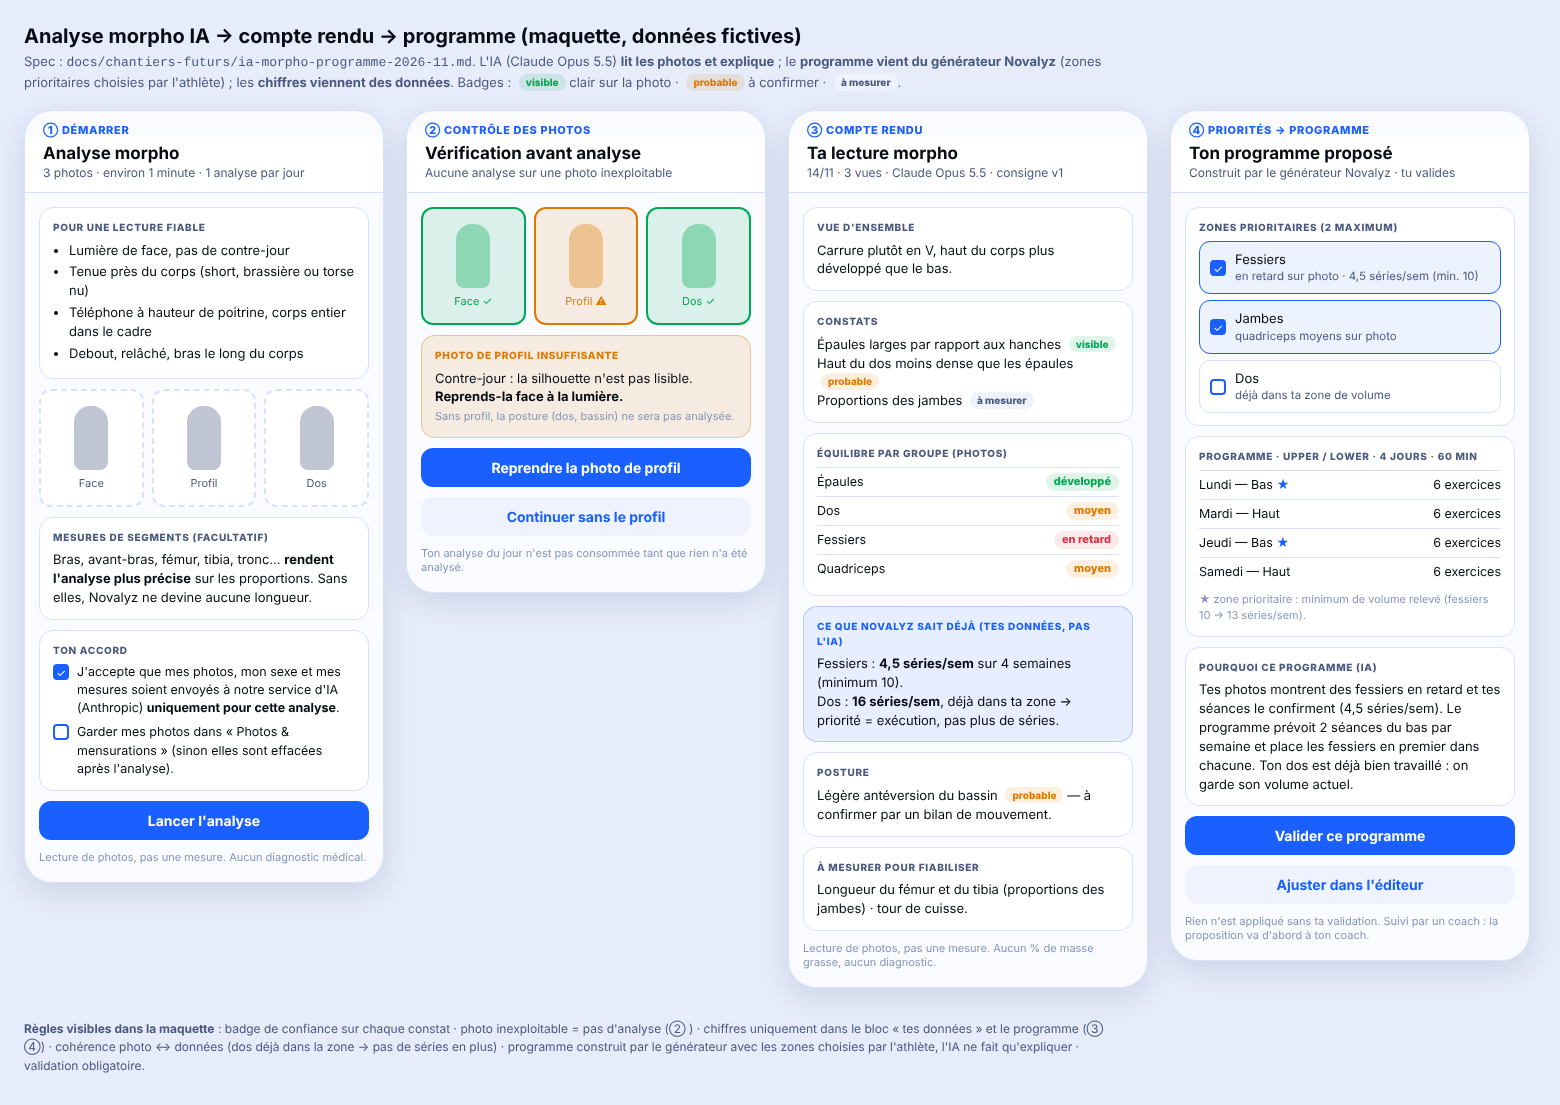 Analyse morpho IA → compte rendu → programme (maquette, données fictives)
Spec : docs/chantiers-futurs/ia-morpho-programme-2026-11.md. L'IA (Claude Opus 5.5) lit les photos et explique ; le programme vient du générateur Novalyz (zones
prioritaires choisies par l'athlète) ; les chiffres viennent des données. Badges : visible clair sur la photo · probable à confirmer · à mesurer .
① DÉMARRER
Analyse morpho
3 photos · environ 1 minute · 1 analyse par jour
POUR UNE LECTURE FIABLE
• Lumière de face, pas de contre-jour
• Tenue près du corps (short, brassière ou torse
nu)
• Téléphone à hauteur de poitrine, corps entier
dans le cadre
• Debout, relâché, bras le long du corps
Face
Profil
Dos
MESURES DE SEGMENTS (FACULTATIF)
Bras, avant-bras, fémur, tibia, tronc… rendent
l'analyse plus précise sur les proportions. Sans
elles, Novalyz ne devine aucune longueur.
TON ACCORD
J'accepte que mes photos, mon sexe et mes
mesures soient envoyés à notre service d'IA
(Anthropic) uniquement pour cette analyse.
Garder mes photos dans « Photos &
mensurations » (sinon elles sont effacées
après l'analyse).
Lancer l'analyse
Lecture de photos, pas une mesure. Aucun diagnostic médical.
② CONTRÔLE DES PHOTOS
Vérification avant analyse
Aucune analyse sur une photo inexploitable
Face ✓
Profil ⚠
Dos ✓
PHOTO DE PROFIL INSUFFISANTE
Contre-jour : la silhouette n'est pas lisible.
Reprends-la face à la lumière.
Sans profil, la posture (dos, bassin) ne sera pas analysée.
Reprendre la photo de profil
Continuer sans le profil
Ton analyse du jour n'est pas consommée tant que rien n'a été
analysé.
③ COMPTE RENDU
Ta lecture morpho
14/11 · 3 vues · Claude Opus 5.5 · consigne v1
VUE D'ENSEMBLE
Carrure plutôt en V, haut du corps plus
développé que le bas.
CONSTATS
Épaules larges par rapport aux hanches visible
Haut du dos moins dense que les épaules
probable
Proportions des jambes à mesurer
ÉQUILIBRE PAR GROUPE (PHOTOS)
Épaules développé
Dos moyen
Fessiers en retard
Quadriceps moyen
CE QUE NOVALYZ SAIT DÉJÀ (TES DONNÉES, PAS
L'IA)
Fessiers : 4,5 séries/sem sur 4 semaines
(minimum 10).
Dos : 16 séries/sem, déjà dans ta zone →
priorité = exécution, pas plus de séries.
POSTURE
Légère antéversion du bassin probable — à
confirmer par un bilan de mouvement.
À MESURER POUR FIABILISER
Longueur du fémur et du tibia (proportions des
jambes) · tour de cuisse.
Lecture de photos, pas une mesure. Aucun % de masse
grasse, aucun diagnostic.
④ PRIORITÉS → PROGRAMME
Ton programme proposé
Construit par le générateur Novalyz · tu valides
ZONES PRIORITAIRES (2 MAXIMUM)
Fessiers
en retard sur photo · 4,5 séries/sem (min. 10)
Jambes
quadriceps moyens sur photo
Dos
déjà dans ta zone de volume
PROGRAMME · UPPER / LOWER · 4 JOURS · 60 MIN
Lundi — Bas ★ 6 exercices
Mardi — Haut 6 exercices
Jeudi — Bas ★ 6 exercices
Samedi — Haut 6 exercices
★ zone prioritaire : minimum de volume relevé (fessiers
10 → 13 séries/sem).
POURQUOI CE PROGRAMME (IA)
Tes photos montrent des fessiers en retard et tes
séances le confirment (4,5 séries/sem). Le
programme prévoit 2 séances du bas par
semaine et place les fessiers en premier dans
chacune. Ton dos est déjà bien travaillé : on
garde son volume actuel.
Valider ce programme
Ajuster dans l'éditeur
Rien n'est appliqué sans ta validation. Suivi par un coach : la
proposition va d'abord à ton coach.
Règles visibles dans la maquette : badge de confiance sur chaque constat · photo inexploitable = pas d'analyse (② ) · chiffres uniquement dans le bloc « tes données » et le programme (③
④) · cohérence photo ↔ données (dos déjà dans la zone → pas de séries en plus) · programme construit par le générateur avec les zones choisies par l'athlète, l'IA ne fait qu'expliquer ·
validation obligatoire.